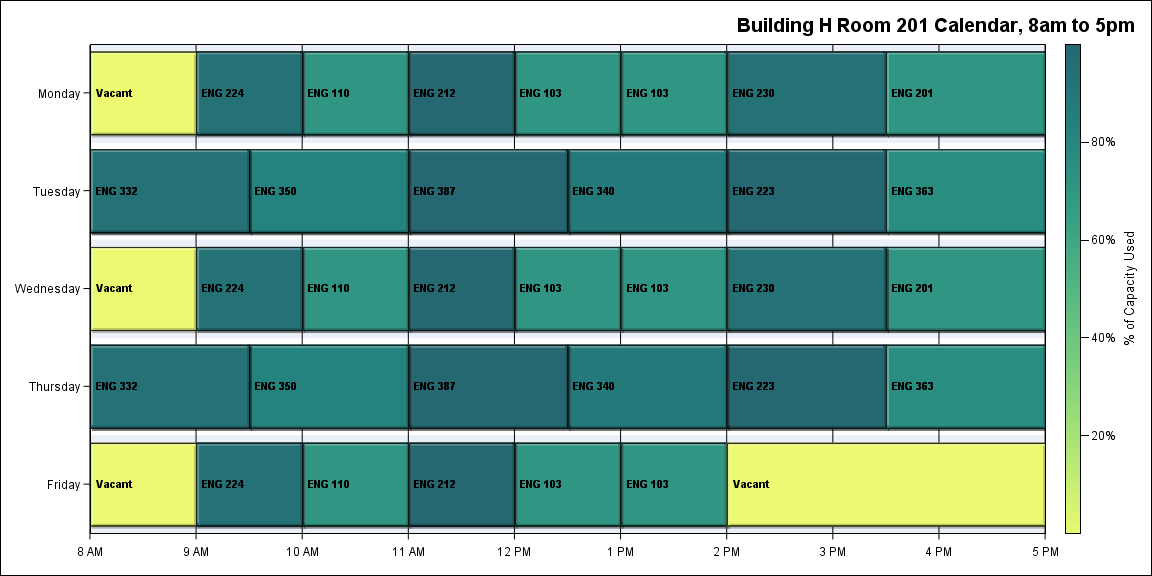 Building H Room 201 Calendar, 8am to 5pm
Monday
Vacant
ENG 224
ENG 110
ENG 212
ENG 103
ENG 103
ENG 230
ENG 201
Tuesday
ENG 332
ENG 350
ENG 387
ENG 340
ENG 223
ENG 363
Wednesday
Vacant
ENG 224
ENG 110
ENG 212
ENG 103
ENG 103
ENG 230
ENG 201
Thursday
ENG 332
ENG 350
ENG 387
ENG 340
ENG 223
ENG 363
Friday
Vacant
ENG 224
ENG 110
ENG 212
ENG 103
ENG 103
Vacant
8 AM
9 AM
10 AM
11 AM
12 PM
1 PM
2 PM
3 PM
4 PM
5 PM
80%
60%
40%
20%
% of Capacity Used